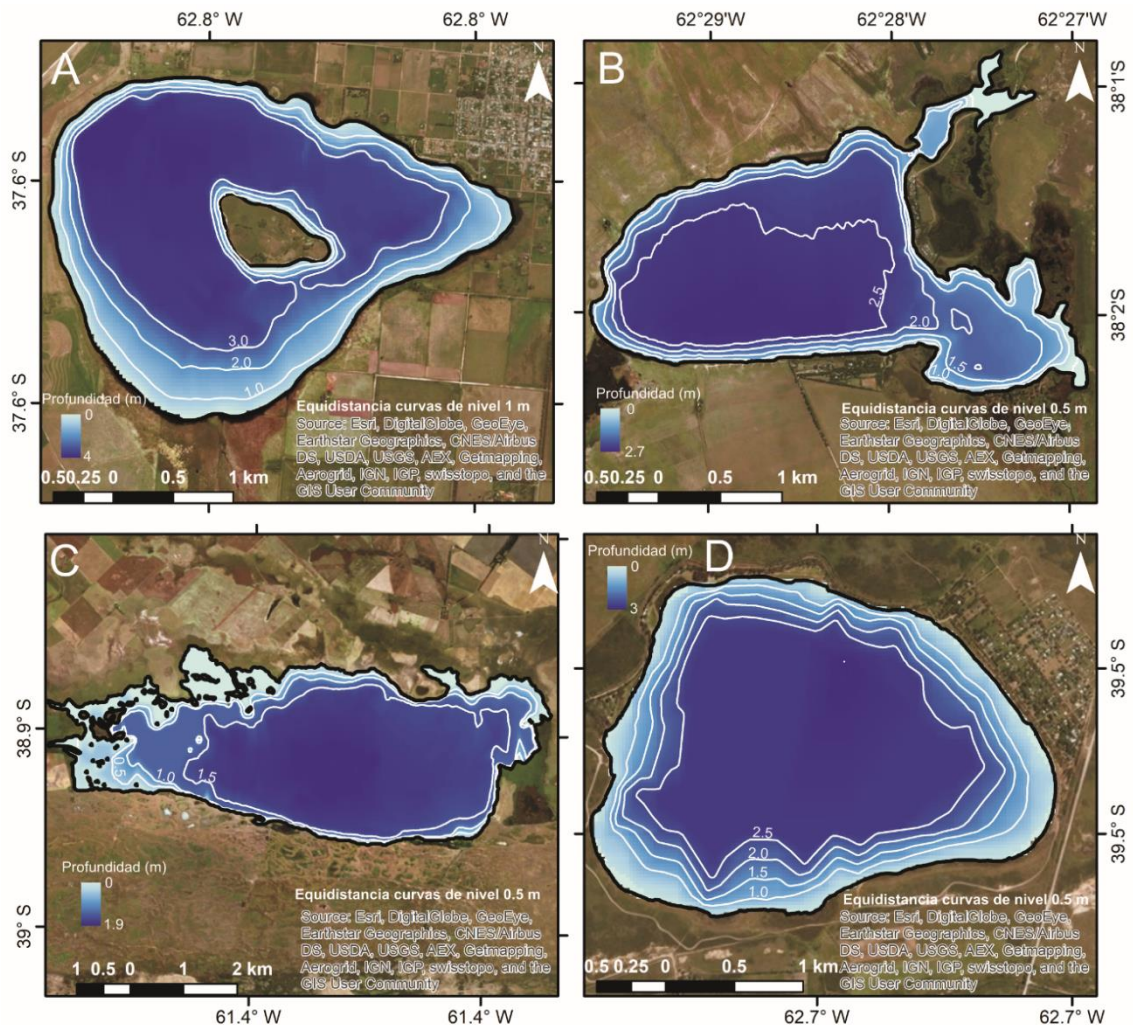 62.8° W 62.8° W
62°29' W 62°28' W 62°27' W
A
N
37.6° S
37.6° S
3.0
2.0
1.0
Profundidad (m)
0
4
Equidistancia curvas de nivel 1 m
Source: Esri, DigitalGlobe, GeoEye,
Earthstar Geographics, CNES/Airbus
DS, USDA, USGS, AEX, Getmapping,
Aerogrid, IGN, IGP, swisstopo, and the
GIS User Community
0.50.25 0 0.5 1 km
B
N
38°1'S
38°2'S
2.5
2.0
1.5
1.0
Profundidad (m)
0
2.7
Equidistancia curvas de nivel 0.5 m
Source: Esri, DigitalGlobe, GeoEye,
Earthstar Geographics, CNES/Airbus
DS, USDA, USGS, AEX, Getmapping,
Aerogrid, IGN, IGP, swisstopo, and the
GIS User Community
0.50.25 0 0.5 1 km
C
N
38.9° S
39° S
0.5
1.0
1.5
Profundidad (m)
0
1.9
Equidistancia curvas de nivel 0.5 m
Source: Esri, DigitalGlobe, GeoEye,
Earthstar Geographics, CNES/Airbus
DS, USDA, USGS, AEX, Getmapping,
Aerogrid, IGN, IGP, swisstopo, and the
GIS User Community
1 0.5 0 1 2 km
61.4° W 61.4° W
Profundidad (m)
0
3
D
N
39.5° S
39.5° S
2.5
2.0
1.5
1.0
Equidistancia curvas de nivel 0.5 m
Source: Esri, DigitalGlobe, GeoEye,
Earthstar Geographics, CNES/Airbus
DS, USDA, USGS, AEX, Getmapping,
Aerogrid, IGN, IGP, swisstopo, and the
GIS User Community
0.5 0.25 0 0.5 1 km
62.7° W 62.7° W